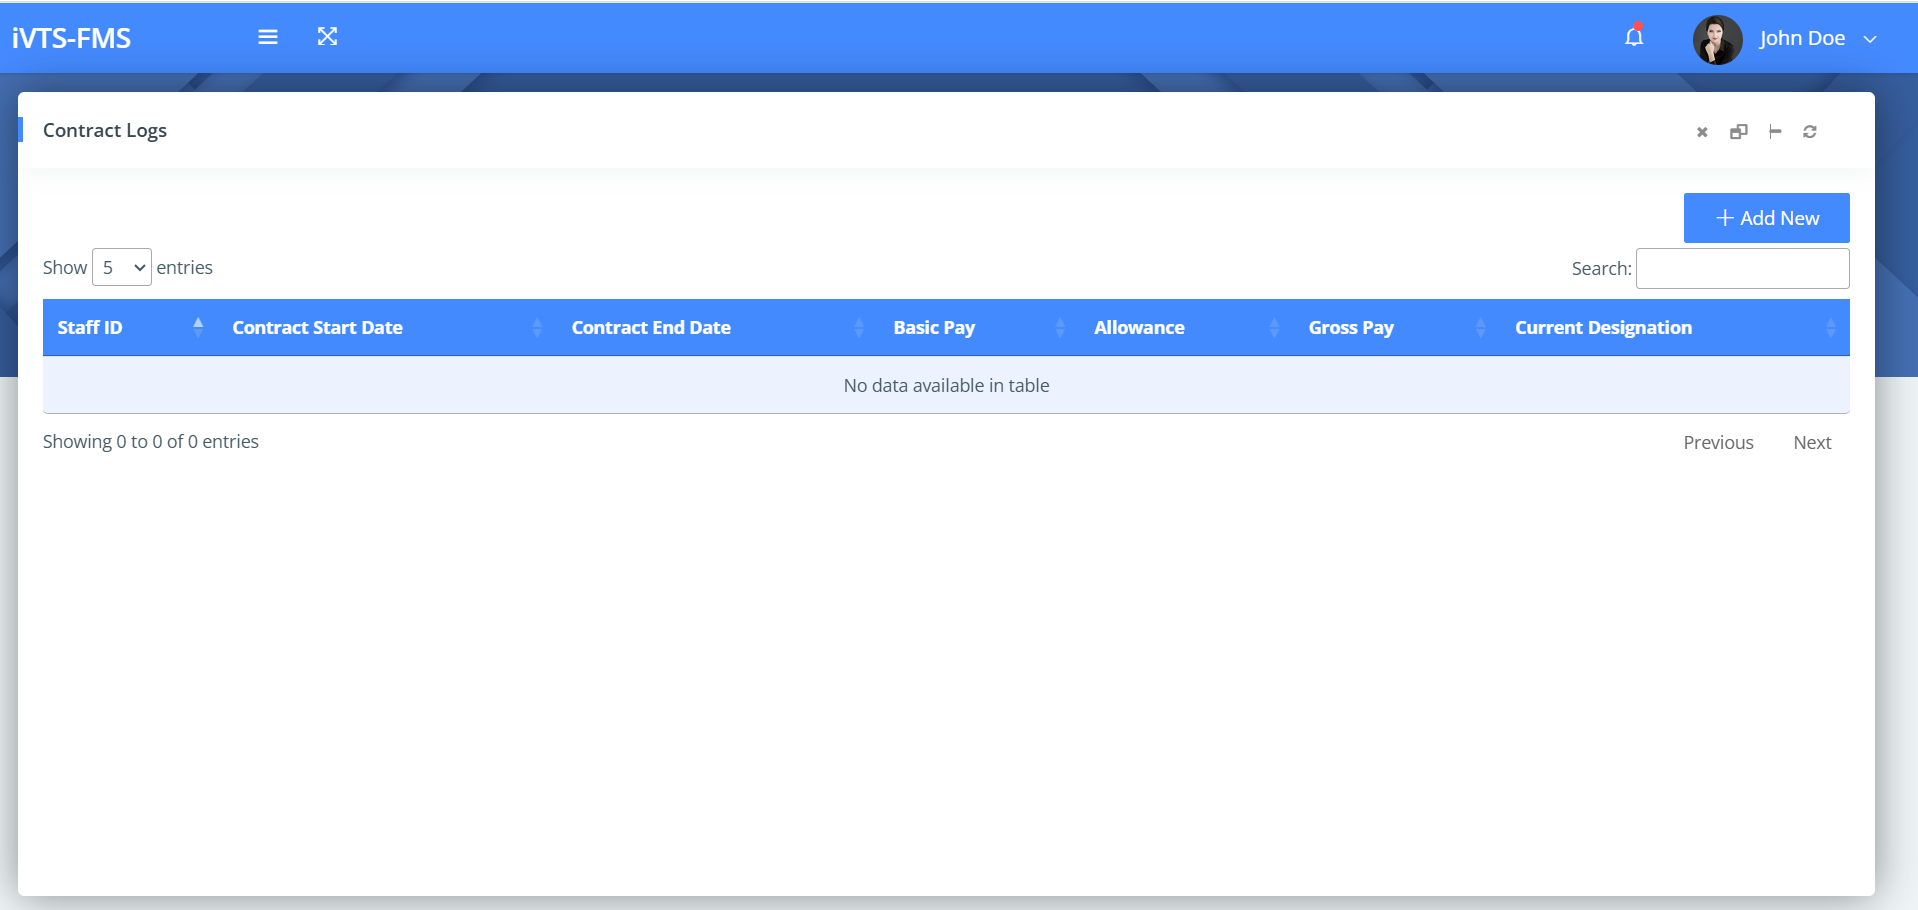 iVTS-FMS
John Doe
Contract Logs
Add New
Show 5 entries
Search:
Staff ID Contract Start Date Contract End Date Basic Pay Allowance Gross Pay Current Designation
No data available in table
Showing 0 to 0 of 0 entries
Previous Next